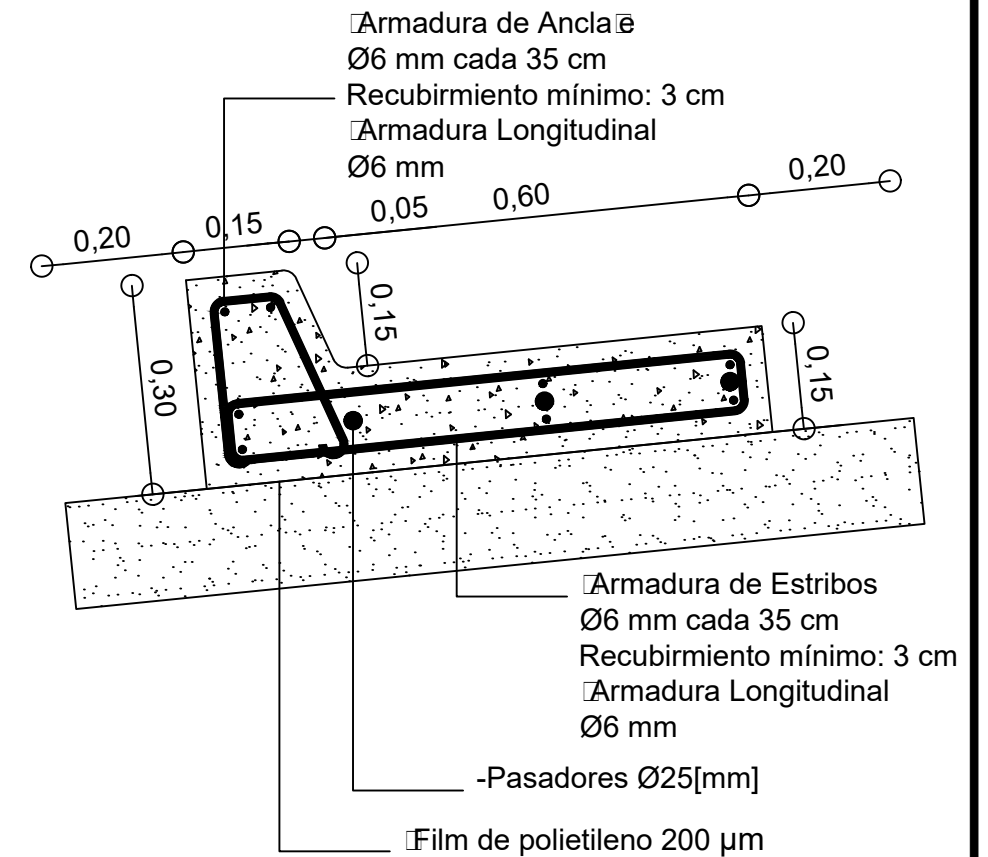 Armadura de Anclaje
Ø6 mm cada 35 cm
Recubirmiento mínimo: 3 cm
Armadura Longitudinal
Ø6 mm
0,20
0,15
0,05
0,60
0,20
0,15
0,30
0,15
Armadura de Estribos
Ø6 mm cada 35 cm
Recubirmiento mínimo: 3 cm
Armadura Longitudinal
Ø6 mm
-Pasadores Ø25[mm]
Film de polietileno 200 µm